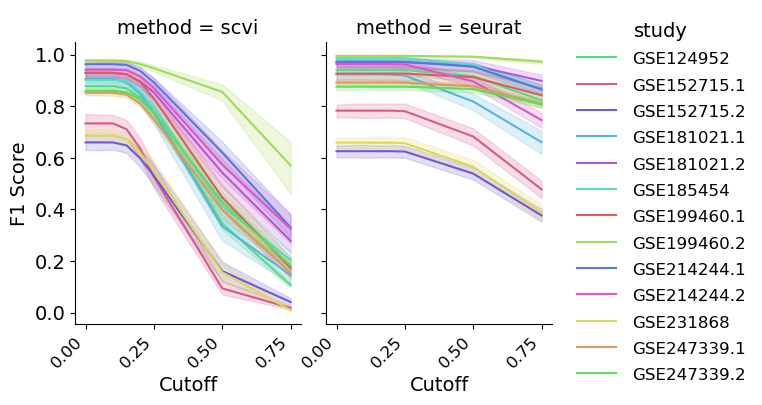 method = scvi
method = seurat
study
GSE124952
GSE152715.1
GSE152715.2
GSE181021.1
GSE181021.2
GSE185454
GSE199460.1
GSE199460.2
GSE214244.1
GSE214244.2
GSE231868
GSE247339.1
GSE247339.2
F1 Score
1.0
0.8
0.6
0.4
0.2
0.0
0.00
0.25
0.50
0.75
Cutoff
0.00
0.25
0.50
0.75
Cutoff